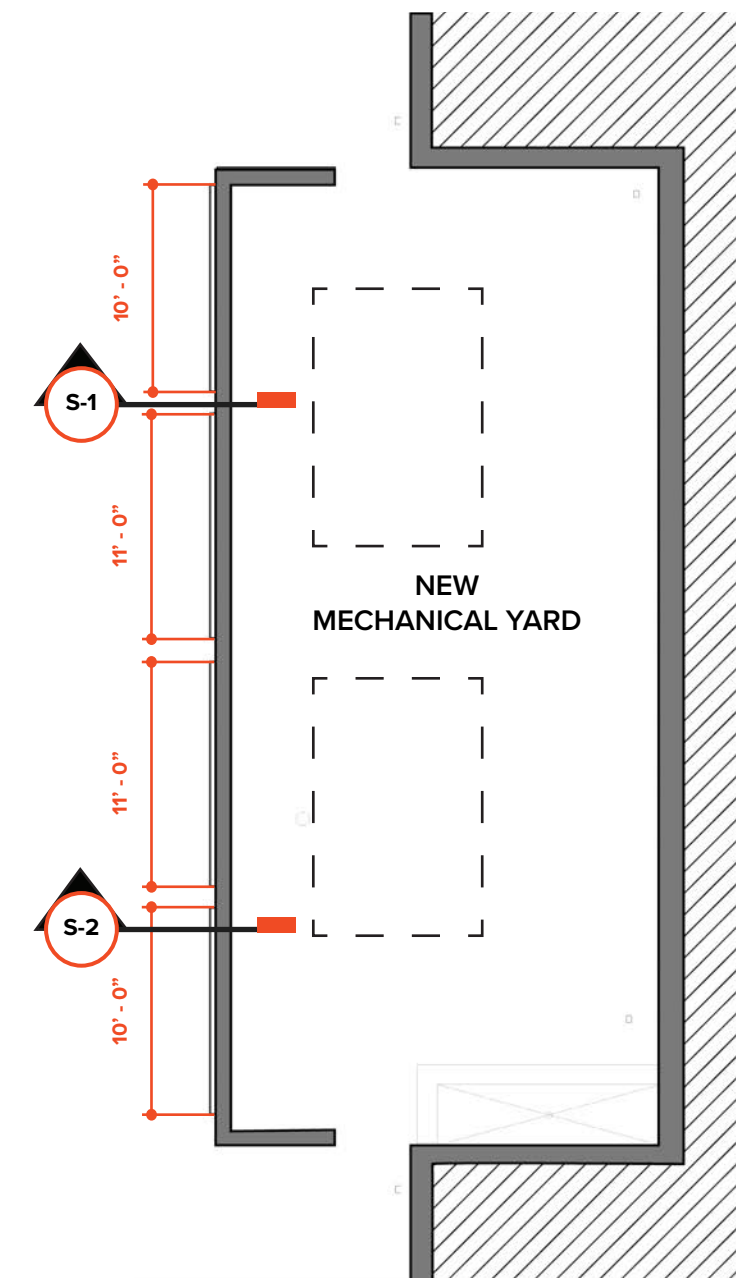 10’ - 0”
S-1
11’ - 0”
NEW
MECHANICAL YARD
11’ - 0”
S-2
10’ - 0”